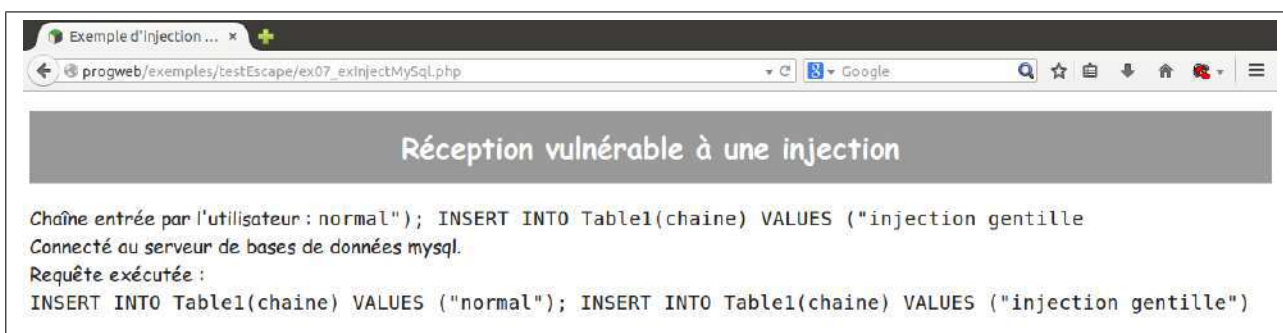 Exemple d'injection ... ×
progweb/exemples/testEscape/ex07_exInjectMySql.php
Google
Réception vulnérable à une injection
Chaîne entrée par l'utilisateur : normal"); INSERT INTO Table1(chaine) VALUES ("injection gentille
Connecté au serveur de bases de données mysql.
Requête exécutée :
INSERT INTO Table1(chaine) VALUES ("normal"); INSERT INTO Table1(chaine) VALUES ("injection gentille")